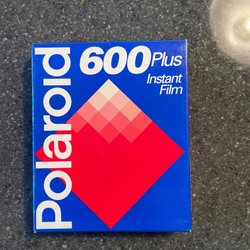 Polaroid
600 Plus
Instant
Film